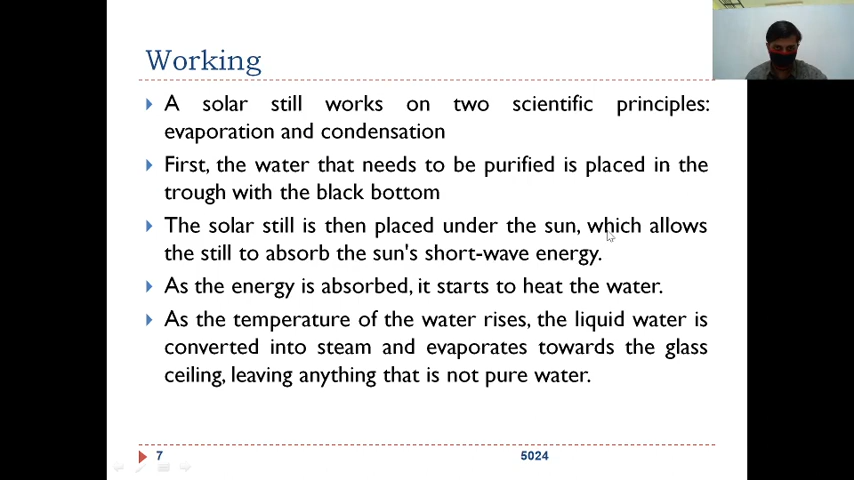 Working
A solar still works on two scientific principles:
evaporation and condensation
First, the water that needs to be purified is placed in the
trough with the black bottom
The solar still is then placed under the sun, which allows
the still to absorb the sun's short-wave energy.
As the energy is absorbed, it starts to heat the water.
As the temperature of the water rises, the liquid water is
converted into steam and evaporates towards the glass
ceiling, leaving anything that is not pure water.
7
5024